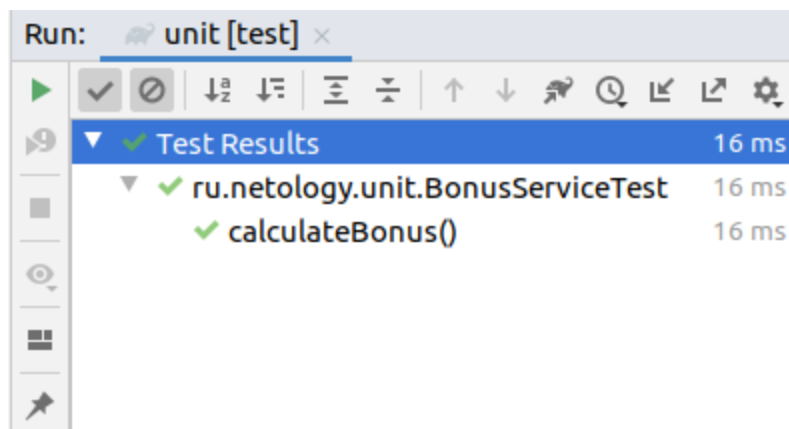 Run: unit [test]
Test Results 16 ms
ru.netology.unit.BonusServiceTest 16 ms
calculateBonus() 16 ms